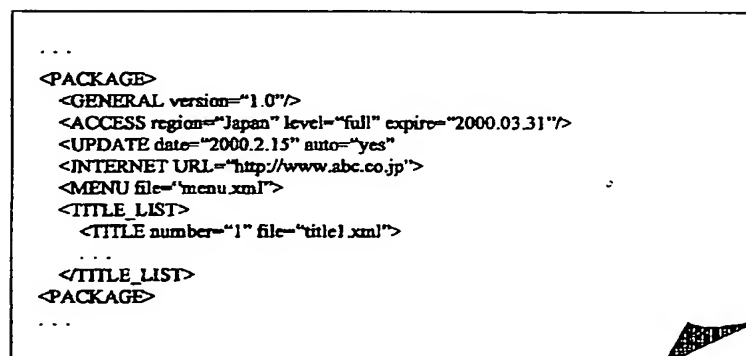 . . .
<PACKAGE>
<GENERAL version="1.0"/>
<ACCESS region="Japan" level="full" expire="2000.03.31"/>
<UPDATE date="2000.2.15" auto="yes"
<INTERNET URL="http://www.abc.co.jp">
<MENU file="menu.xml">
<TITLE_LIST>
<TITLE number="1" file="title1.xml">
. . .
</TITLE_LIST>
<PACKAGE>
. . .